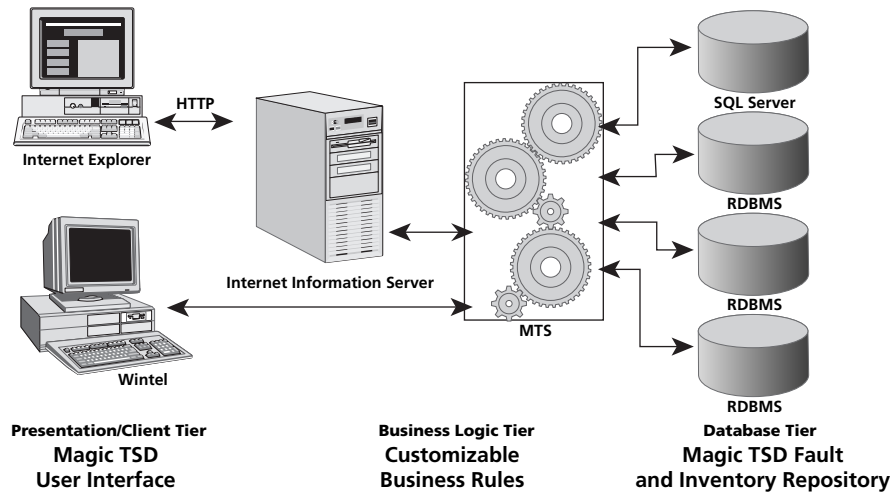 HTTP
Internet Explorer
Internet Information Server
Wintel
MTS
SQL Server
RDBMS
RDBMS
RDBMS
Presentation/Client Tier
Magic TSD
User Interface
Business Logic Tier
Customizable
Business Rules
Database Tier
Magic TSD Fault
and Inventory Repository